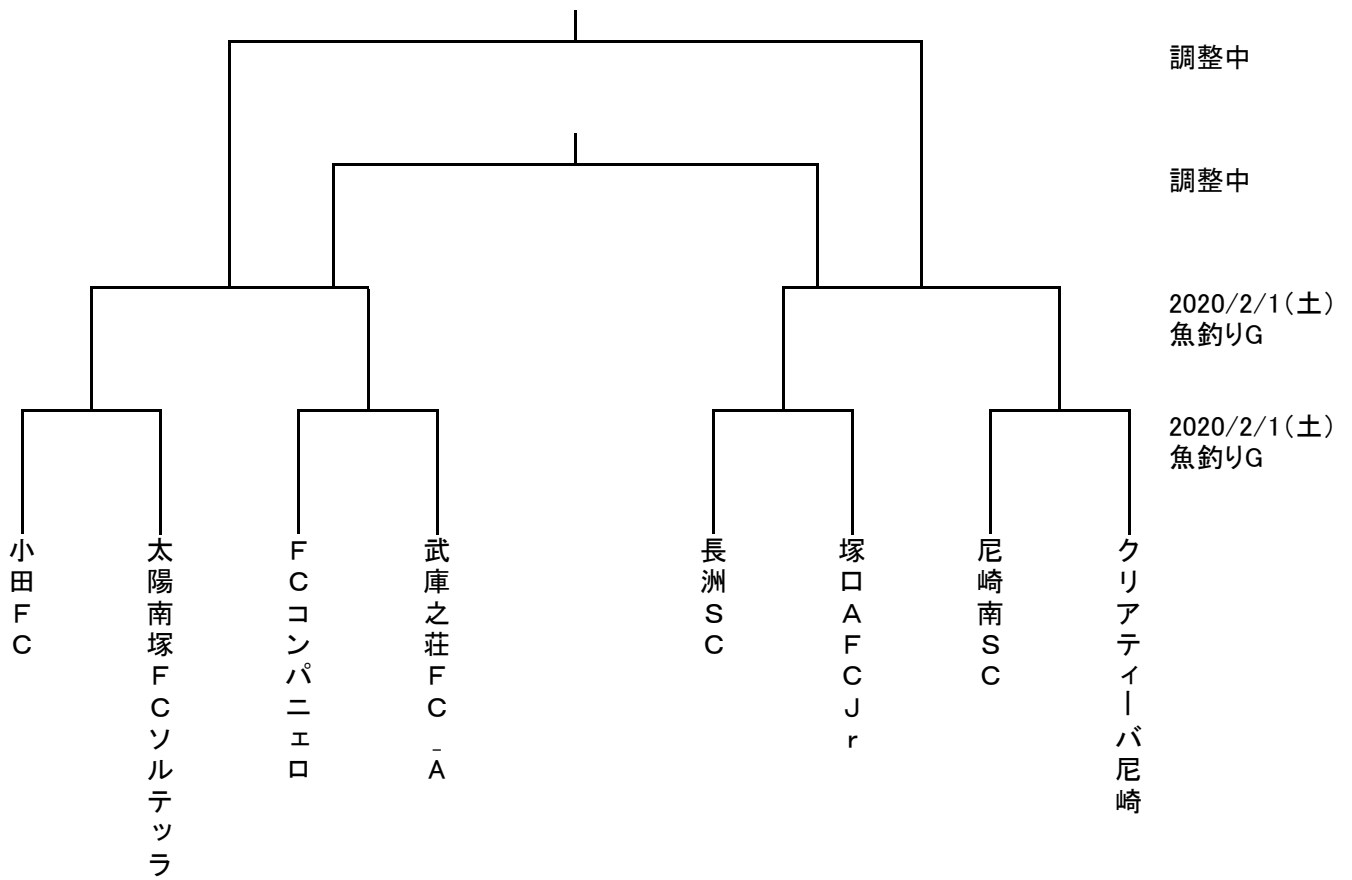 調整中
調整中
2020/2/1(土)
魚釣りG
2020/2/1(土)
魚釣りG
小田FC
太陽南塚FCソルテッラ
FCコンパニェロ
武庫之荘FC_A
長洲SC
塚口AFCJr
尼崎南SC
クリアティーバ尼崎